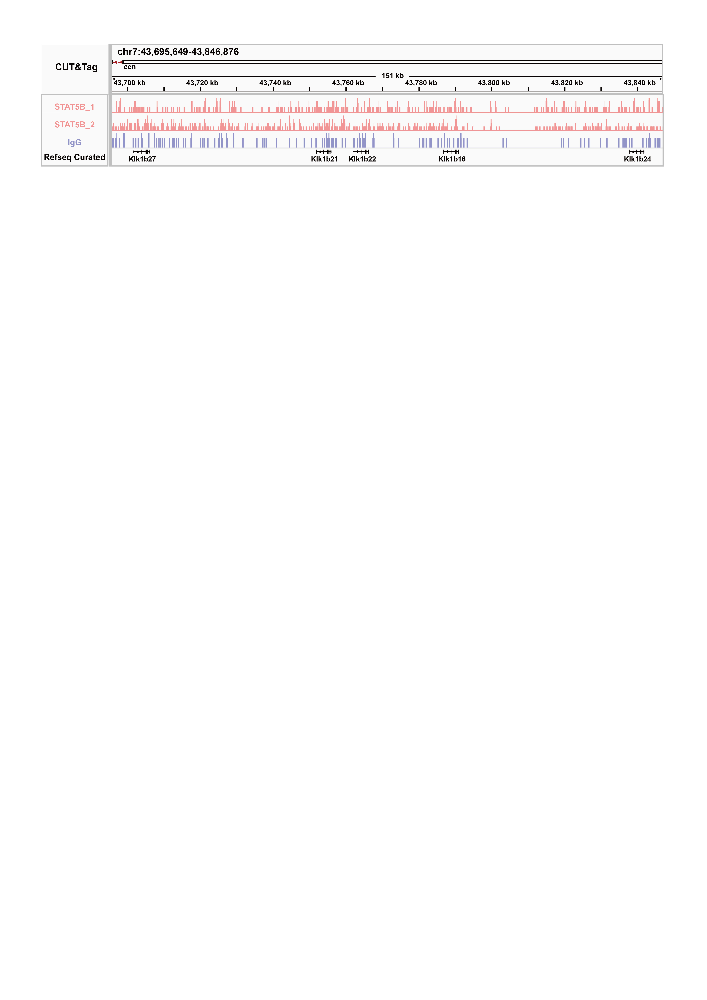 CUT&Tag
chr7:43,695,649-43,846,876
cen
151 kb
43,700 kb 43,720 kb 43,740 kb 43,760 kb 43,780 kb 43,800 kb 43,820 kb 43,840 kb
STAT5B_1
STAT5B_2
IgG
Refseq Curated
Klk1b27 Klk1b21 Klk1b22 Klk1b16 Klk1b24